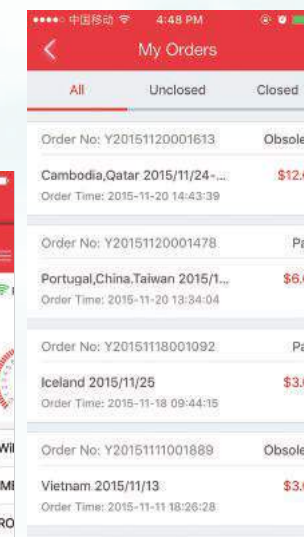 中国移动 4:48 PM
My Orders
All Unclosed Closed
Order No: Y20151120001613
Cambodia,Qatar 2015/11/24-...
Order Time: 2015-11-20 14:43:39
Order No: Y20151120001478
Portugal,China.Taiwan 2015/1...
$6.
Order Time: 2015-11-20 13:34:04
Order No: Y20151118001092
Iceland 2015/11/25
$3.
Order Time: 2015-11-18 09:44:15
Order No: Y20151111001889
Vietnam 2015/11/13
$3.
Order Time: 2015-11-11 18:26:28